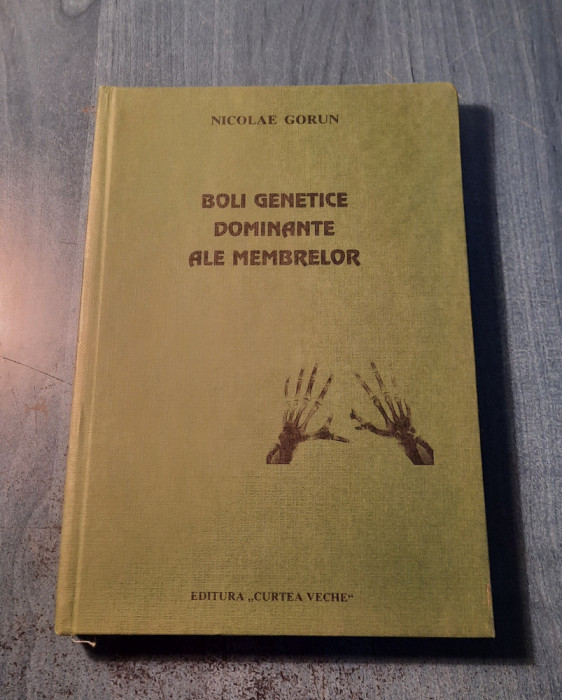 NICOLAE GORUN
BOLI GENETICE
DOMINANTE
ALE MEMBRELOR
EDITURA „CURTEA VECHE“